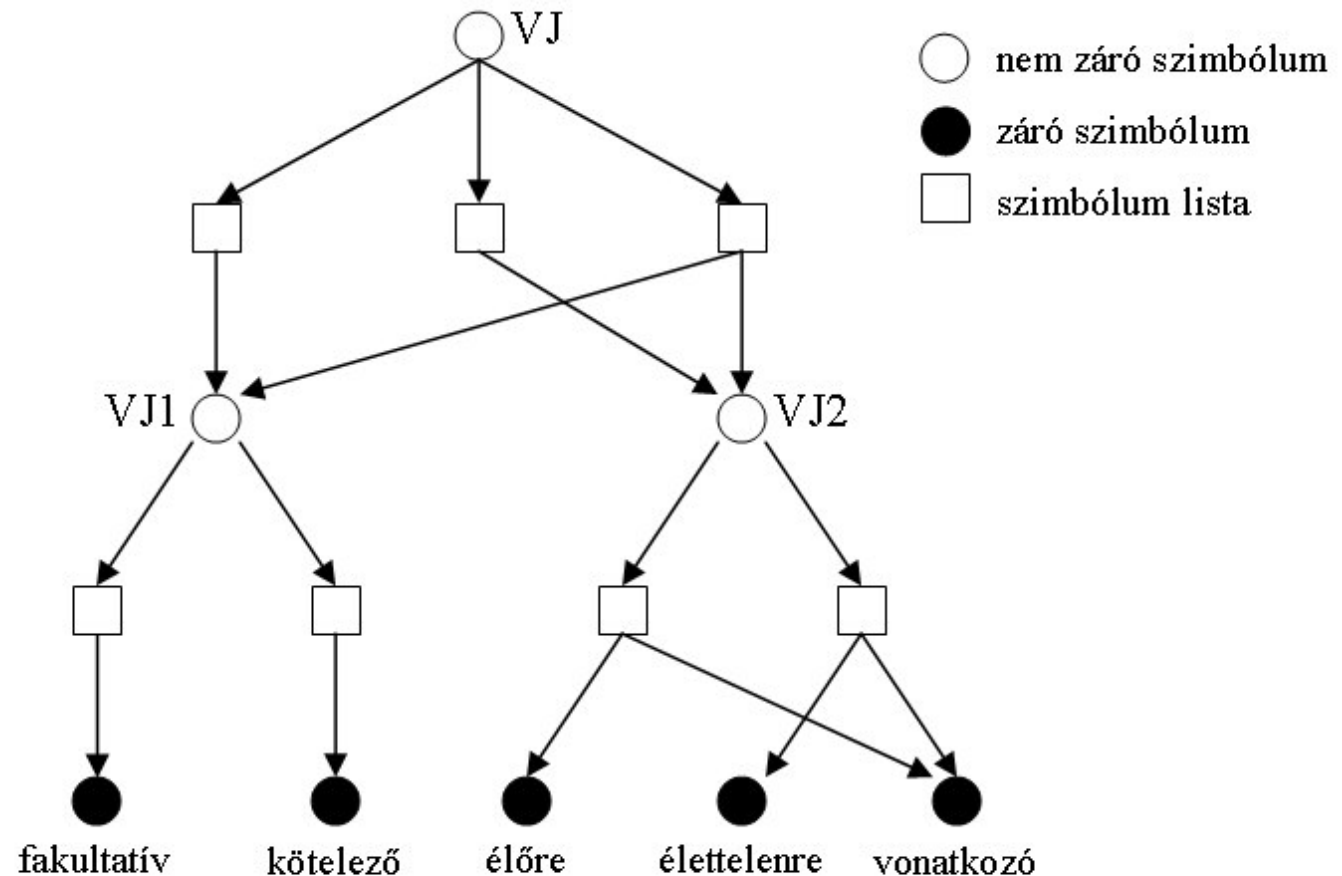 VJ
nem záró szimbólum
záró szimbólum
szimbólum lista
VJ1
VJ2
fakultatív
kötelező
élőre
élettelenre
vonatkozó